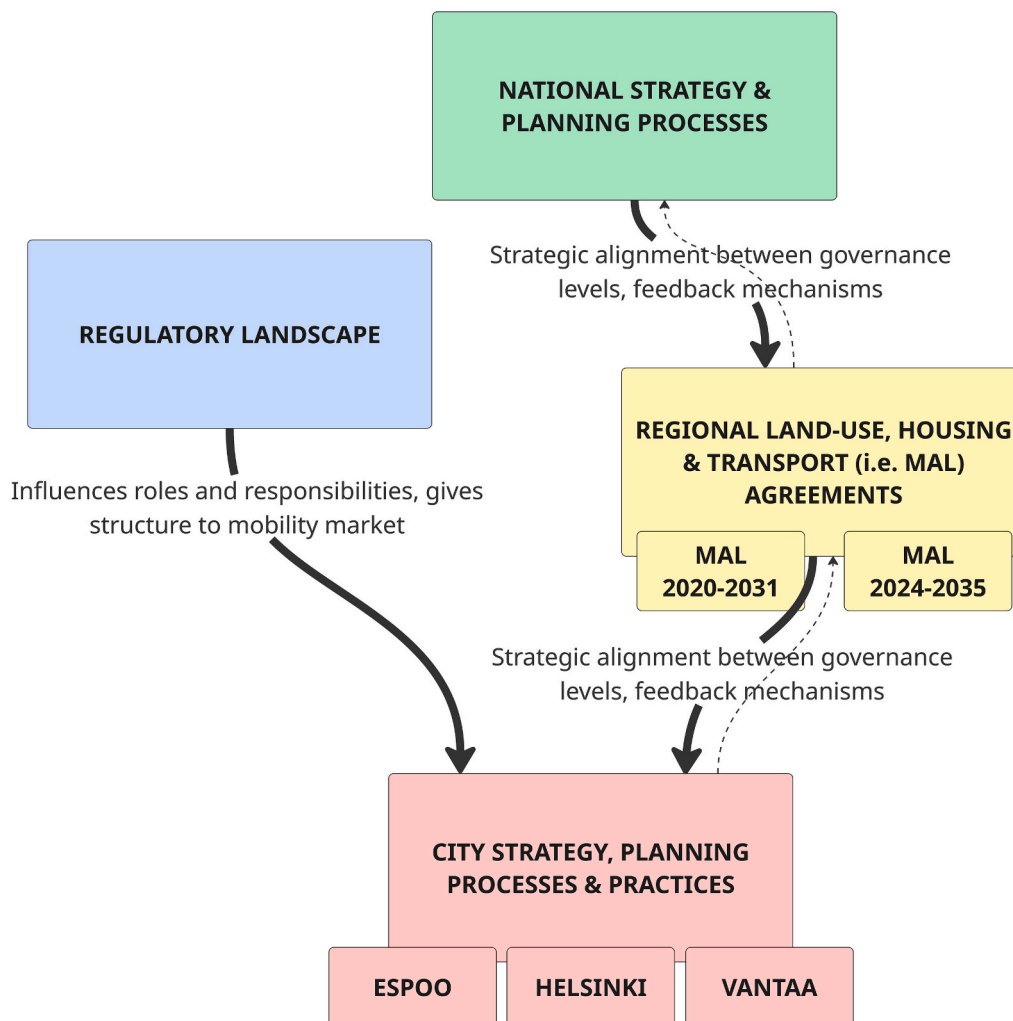 NATIONAL STRATEGY &
PLANNING PROCESSES
Strategic alignment between governance
levels, feedback mechanisms
REGULATORY LANDSCAPE
REGIONAL LAND-USE, HOUSING
& TRANSPORT (i.e. MAL)
AGREEMENTS
Influences roles and responsibilities, gives
structure to mobility market
MAL
2020-2031
MAL
2024-2035
Strategic alignment between governance
levels, feedback mechanisms
CITY STRATEGY, PLANNING
PROCESSES & PRACTICES
ESPOO
HELSINKI
VANTAA